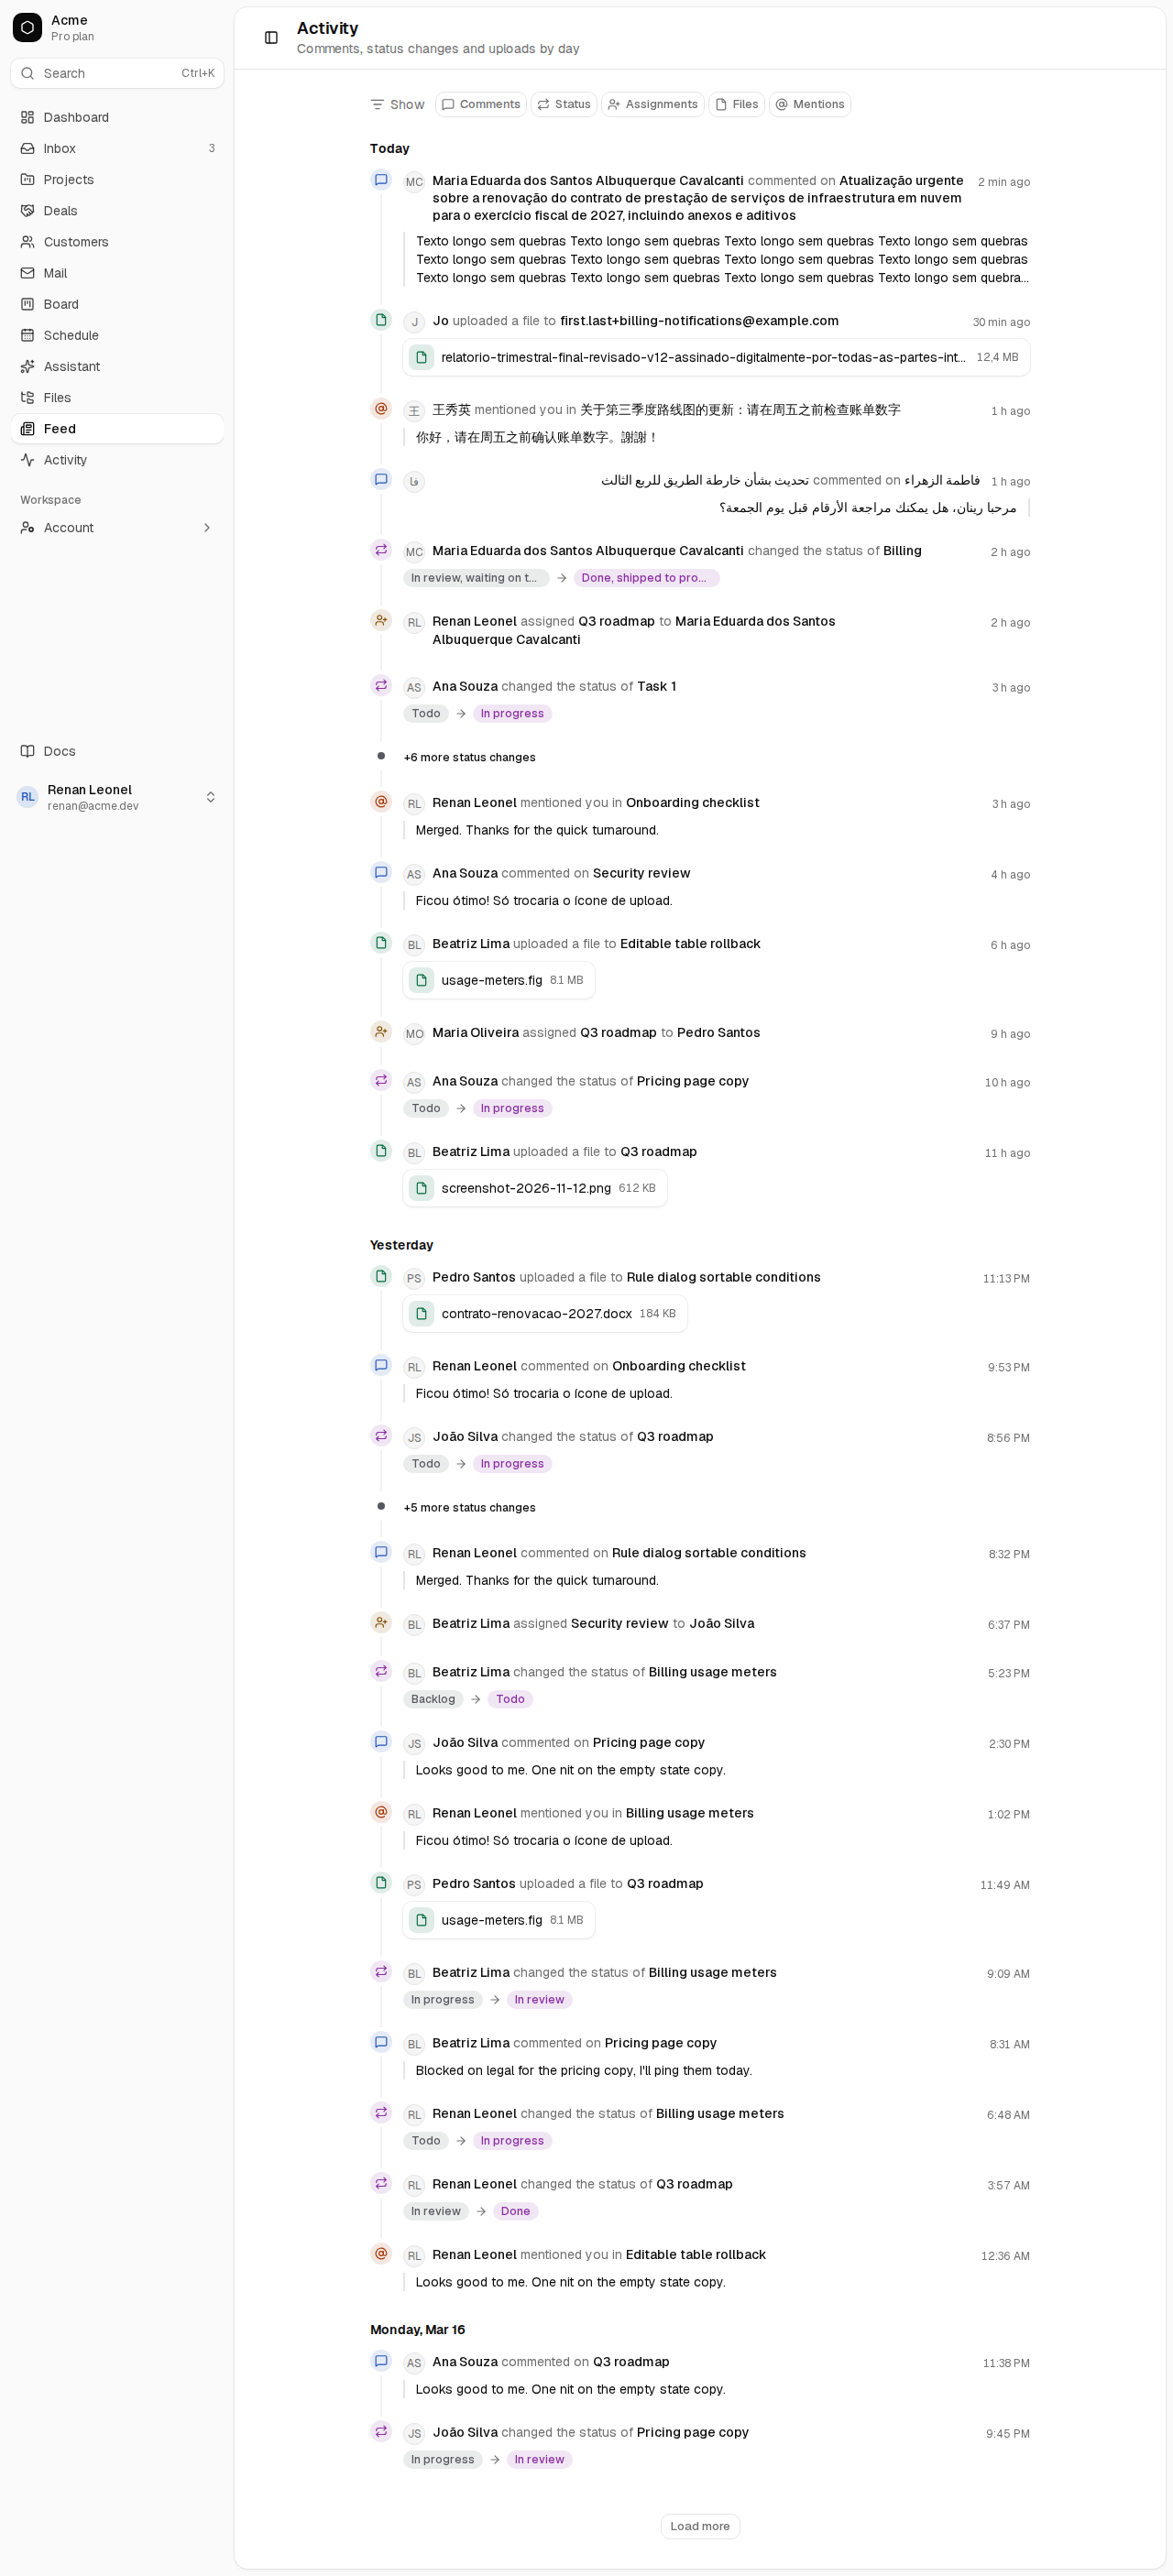 Acme
Pro plan
Search
Ctrl+K
Dashboard
Inbox
3
Projects
Deals
Customers
Mail
Board
Schedule
Assistant
Files
Feed
Activity
Workspace
Account
Docs
RL
Renan Leonel
renan@acme.dev
Activity
Comments, status changes and uploads by day
Show
Comments
Status
Assignments
Files
Mentions
Today
MC
Maria Eduarda dos Santos Albuquerque Cavalcanti commented on Atualização urgente
2 min ago
sobre a renovação do contrato de prestação de serviços de infraestrutura em nuvem
para o exercício fiscal de 2027, incluindo anexos e aditivos
Texto longo sem quebras Texto longo sem quebras Texto longo sem quebras Texto longo sem quebras
Texto longo sem quebras Texto longo sem quebras Texto longo sem quebras Texto longo sem quebras
Texto longo sem quebras Texto longo sem quebras Texto longo sem quebras Texto longo sem quebra...
J
Jo uploaded a file to first.last+billing-notifications@example.com
30 min ago
relatorio-trimestral-final-revisado-v12-assinado-digitalmente-por-todas-as-partes-int...
12,4 MB
王
王秀英 mentioned you in 关于第三季度路线图的更新：请在周五之前检查账单数字
1 h ago
你好，请在周五之前确认账单数字。謝謝！
فا
فاطمة الزهراء commented on تحديث بشأن خارطة الطريق للربع الثالث
1 h ago
مرحبا رينان، هل يمكنك مراجعة الأرقام قبل يوم الجمعة؟
MC
Maria Eduarda dos Santos Albuquerque Cavalcanti changed the status of Billing
2 h ago
In review, waiting on t...
Done, shipped to pro...
RL
Renan Leonel assigned Q3 roadmap to Maria Eduarda dos Santos
2 h ago
Albuquerque Cavalcanti
AS
Ana Souza changed the status of Task 1
3 h ago
Todo
In progress
+6 more status changes
RL
Renan Leonel mentioned you in Onboarding checklist
3 h ago
Merged. Thanks for the quick turnaround.
AS
Ana Souza commented on Security review
4 h ago
Ficou ótimo! Só trocaria o ícone de upload.
BL
Beatriz Lima uploaded a file to Editable table rollback
6 h ago
usage-meters.fig
8.1 MB
MO
Maria Oliveira assigned Q3 roadmap to Pedro Santos
9 h ago
AS
Ana Souza changed the status of Pricing page copy
10 h ago
Todo
In progress
BL
Beatriz Lima uploaded a file to Q3 roadmap
11 h ago
screenshot-2026-11-12.png
612 KB
Yesterday
PS
Pedro Santos uploaded a file to Rule dialog sortable conditions
11:13 PM
contrato-renovacao-2027.docx
184 KB
RL
Renan Leonel commented on Onboarding checklist
9:53 PM
Ficou ótimo! Só trocaria o ícone de upload.
JS
João Silva changed the status of Q3 roadmap
8:56 PM
Todo
In progress
+5 more status changes
RL
Renan Leonel commented on Rule dialog sortable conditions
8:32 PM
Merged. Thanks for the quick turnaround.
BL
Beatriz Lima assigned Security review to João Silva
6:37 PM
BL
Beatriz Lima changed the status of Billing usage meters
5:23 PM
Backlog
Todo
JS
João Silva commented on Pricing page copy
2:30 PM
Looks good to me. One nit on the empty state copy.
RL
Renan Leonel mentioned you in Billing usage meters
1:02 PM
Ficou ótimo! Só trocaria o ícone de upload.
PS
Pedro Santos uploaded a file to Q3 roadmap
11:49 AM
usage-meters.fig
8.1 MB
BL
Beatriz Lima changed the status of Billing usage meters
9:09 AM
In progress
In review
BL
Beatriz Lima commented on Pricing page copy
8:31 AM
Blocked on legal for the pricing copy, I'll ping them today.
RL
Renan Leonel changed the status of Billing usage meters
6:48 AM
Todo
In progress
RL
Renan Leonel changed the status of Q3 roadmap
3:57 AM
In review
Done
RL
Renan Leonel mentioned you in Editable table rollback
12:36 AM
Looks good to me. One nit on the empty state copy.
Monday, Mar 16
AS
Ana Souza commented on Q3 roadmap
11:38 PM
Looks good to me. One nit on the empty state copy.
JS
João Silva changed the status of Pricing page copy
9:45 PM
In progress
In review
Load more